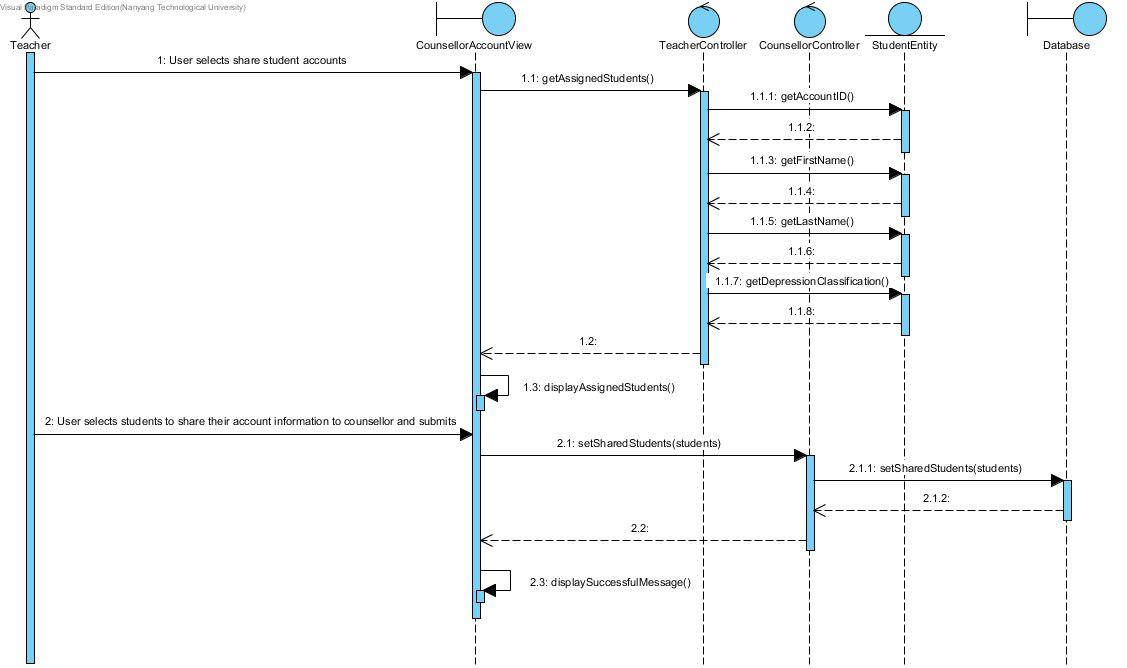 Visual Paradigm Standard Edition(Nanyang Technological University)
Teacher
CounsellorAccountView
TeacherController
CounsellorController
StudentEntity
Database
1: User selects share student accounts
1.1: getAssignedStudents()
1.1.1: getAccountID()
1.1.2:
1.1.3: getFirstName()
1.1.4:
1.1.5: getLastName()
1.1.6:
1.1.7: getDepressionClassification()
1.1.8:
1.2:
1.3: displayAssignedStudents()
2: User selects students to share their account information to counsellor and submits
2.1: setSharedStudents(students)
2.1.1: setSharedStudents(students)
2.1.2:
2.2:
2.3: displaySuccessfulMessage()